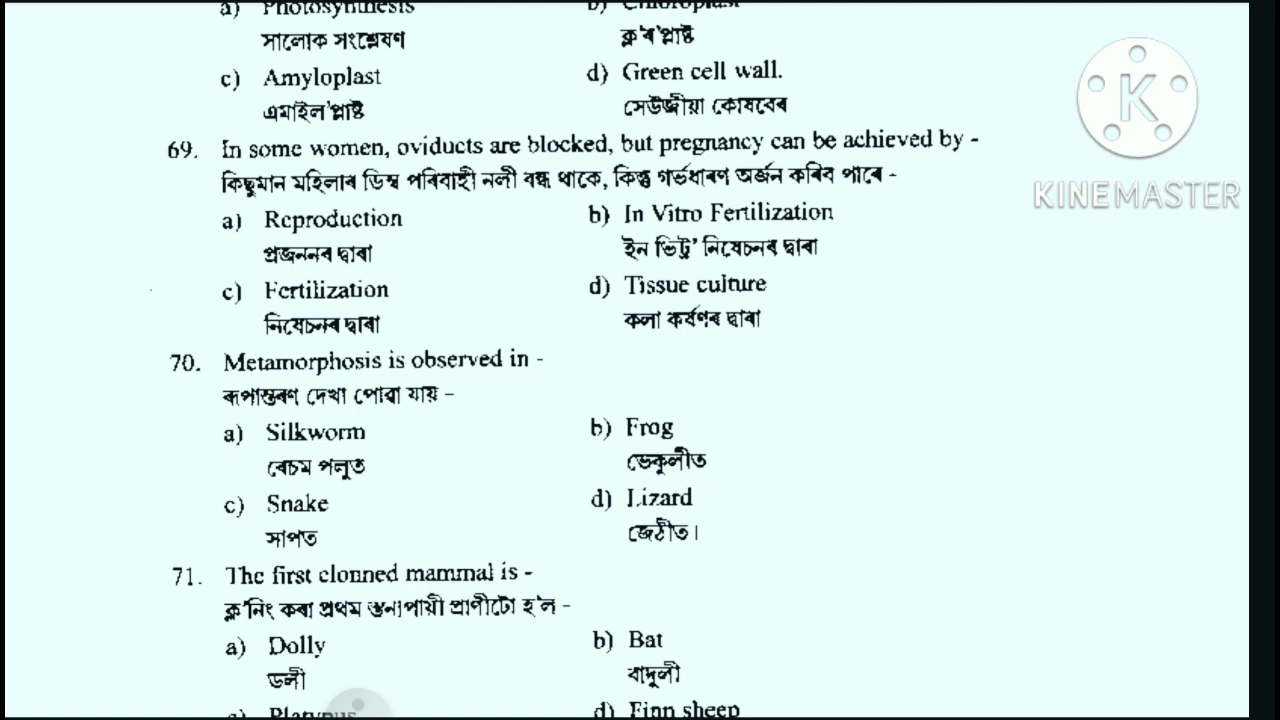 a) Photosynthesis b) Chloroplast
সালোক সংশ্লেষণ ক্ল'ৰ'প্লাষ্ট
c) Amyloplast d) Green cell wall.
এমাইল'প্লাষ্ট সেউজীয়া কোষবেৰ
69. In some women, oviducts are blocked, but pregnancy can be achieved by -
কিছুমান মহিলাৰ ডিম্ব পৰিবাহী নলী বন্ধ থাকে, কিন্তু গৰ্ভধাৰণ অৰ্জন কৰিব পাৰে -
a) Reproduction b) In Vitro Fertilization
প্ৰজননৰ দ্বাৰা ইন ভিট্ৰ' নিষেচনৰ দ্বাৰা
c) Fertilization d) Tissue culture
নিষেচনৰ দ্বাৰা কলা কৰ্ষণৰ দ্বাৰা
70. Metamorphosis is observed in -
ৰূপান্তৰণ দেখা পোৱা যায় -
a) Silkworm b) Frog
ৰেচম পলুত ভেকুলীত
c) Snake d) Lizard
সাপত জেঠীত।
71. The first clonned mammal is -
ক্ল'নিং কৰা প্ৰথম স্তন্যপায়ী প্ৰাণীটো হ'ল -
a) Dolly b) Bat
ডলী বাদুলী
c) Platypus d) Finn sheep
K
KINEMASTER